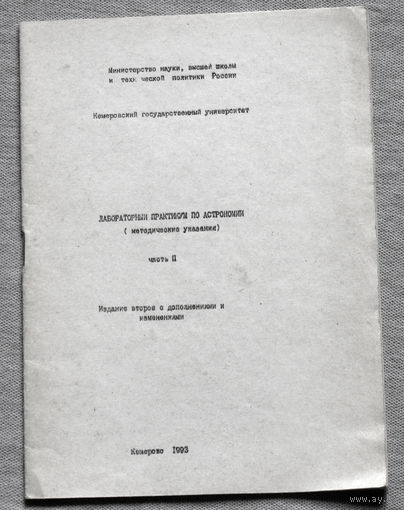 Министерство науки, высшей школы
и технической политики России
Кемеровский государственный университет
ЛАБОРАТОРНЫЙ ПРАКТИКУМ ПО АСТРОНОМИИ
( методические указания)
часть II
Издание второе с дополнениями и
изменениями
Кемерово 1993
www.ay.by